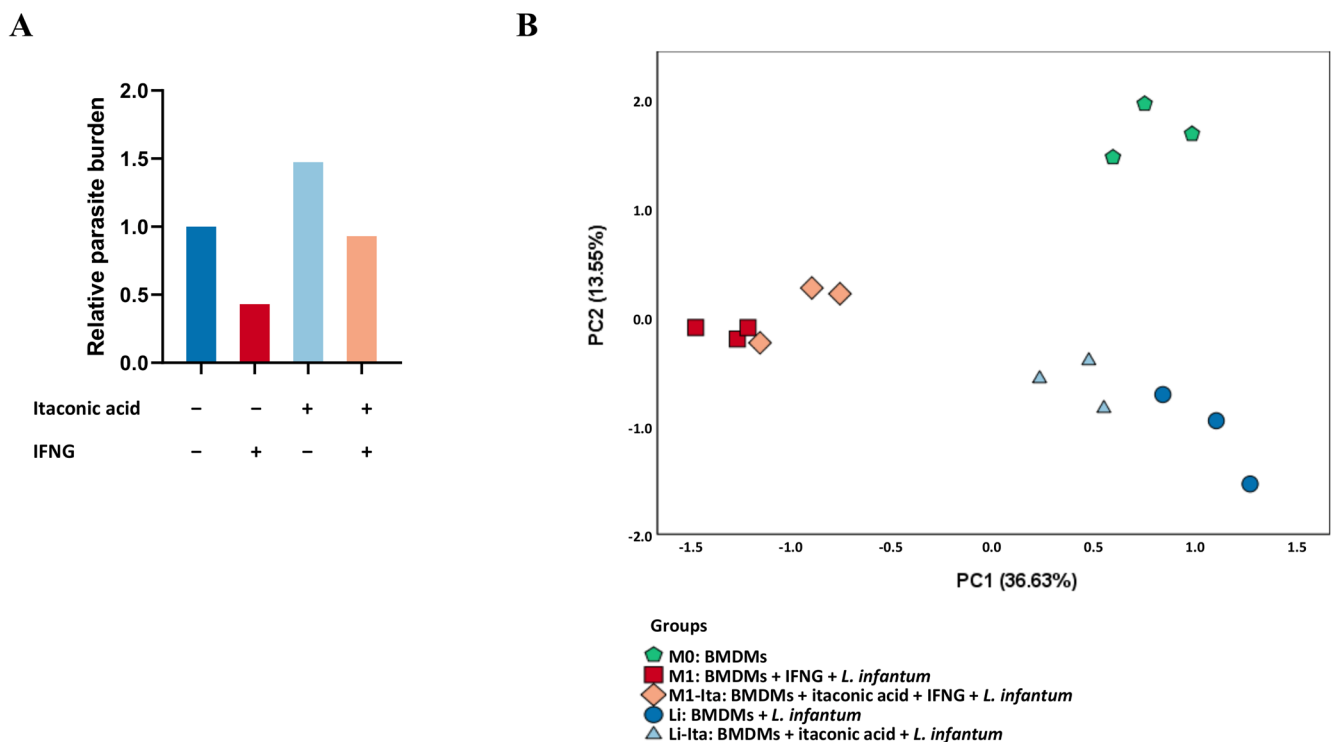 A
B
Relative parasite burden
2.0
1.5
1.0
0.5
0.0
Itaconic acid – – + +
IFNG – + – +
PC2 (13.55%)
2.0
1.0
0.0
-1.0
-2.0
-1.5 -1.0 -0.5 0.0 0.5 1.0 1.5
PC1 (36.63%)
Groups
M0: BMDMs
M1: BMDMs + IFNG + L. infantum
M1-Ita: BMDMs + itaconic acid + IFNG + L. infantum
Li: BMDMs + L. infantum
Li-Ita: BMDMs + itaconic acid + L. infantum